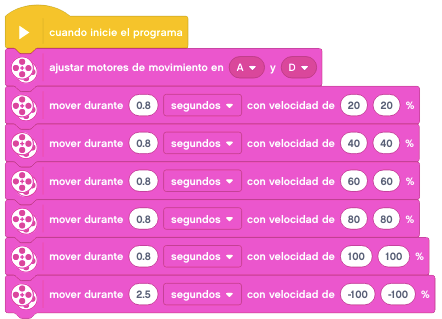 cuando inicie el programa
ajustar motores de movimiento en A y D
mover durante 0.8 segundos con velocidad de 20 20 %
mover durante 0.8 segundos con velocidad de 40 40 %
mover durante 0.8 segundos con velocidad de 60 60 %
mover durante 0.8 segundos con velocidad de 80 80 %
mover durante 0.8 segundos con velocidad de 100 100 %
mover durante 2.5 segundos con velocidad de -100 -100 %